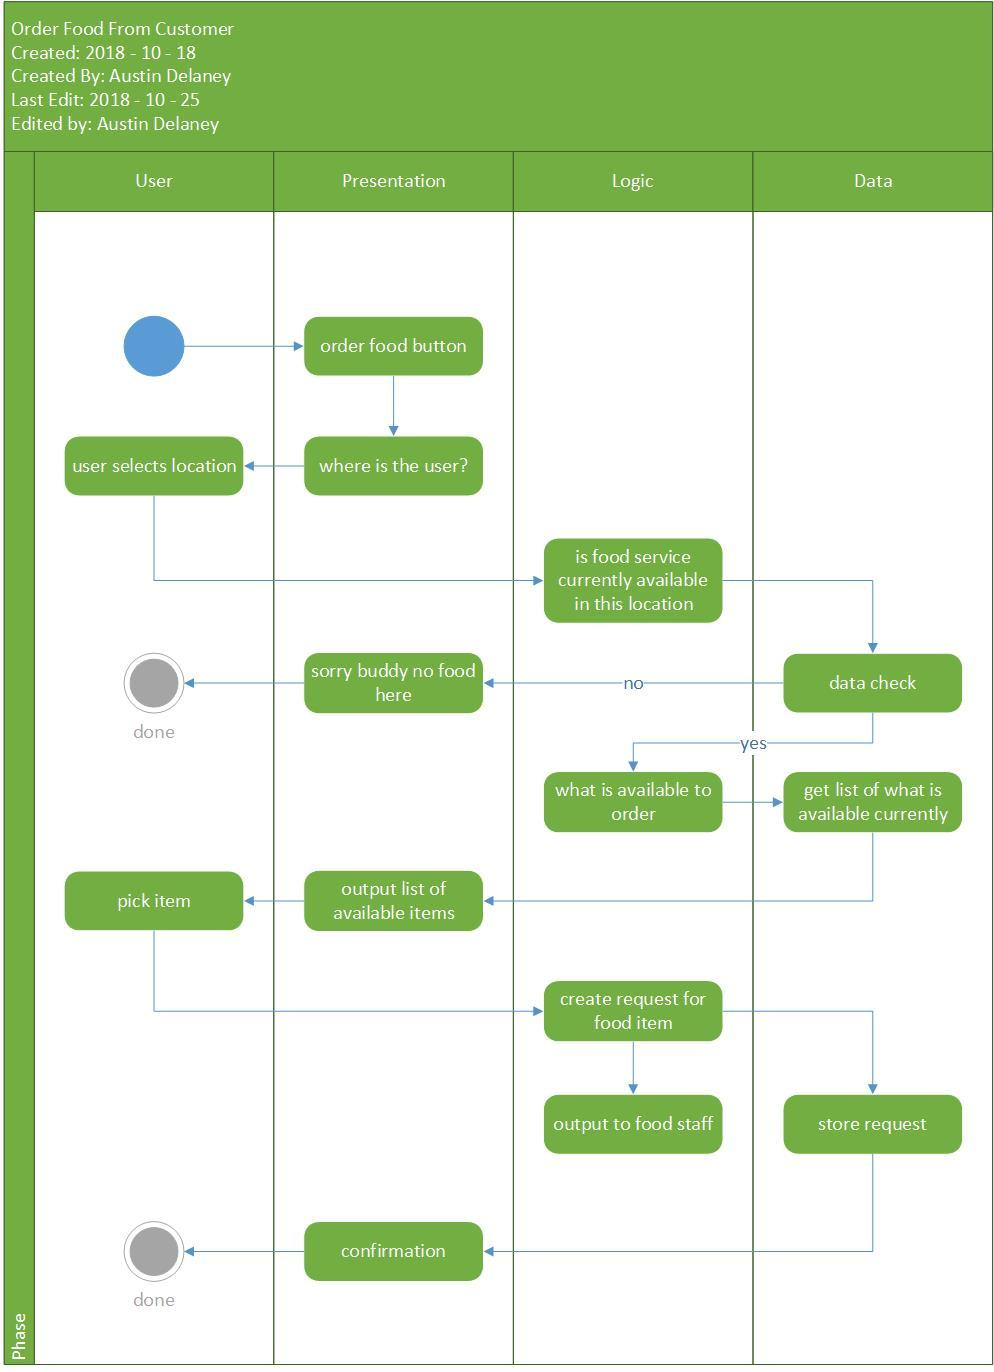 Order Food From Customer
Created: 2018 - 10 - 18
Created By: Austin Delaney
Last Edit: 2018 - 10 - 25
Edited by: Austin Delaney
User
Presentation
Logic
Data
order food button
user selects location
where is the user?
is food service
currently available
in this location
done
sorry buddy no food
here
no
data check
yes
what is available to
order
get list of what is
available currently
pick item
output list of
available items
create request for
food item
output to food staff
store request
confirmation
done
Phase